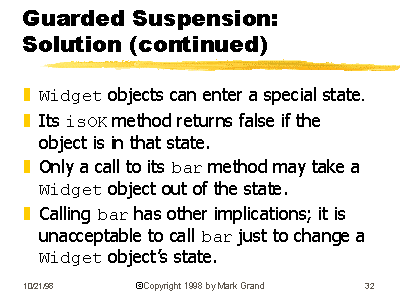 Guarded Suspension:
Solution (continued)
Widget objects can enter a special state.
Its isOK method returns false if the
object is in that state.
Only a call to its bar method may take a
Widget object out of the state.
Calling bar has other implications; it is
unacceptable to call bar just to change a
Widget object's state.
10/21/98 ©Copyright 1998 by Mark Grand 32